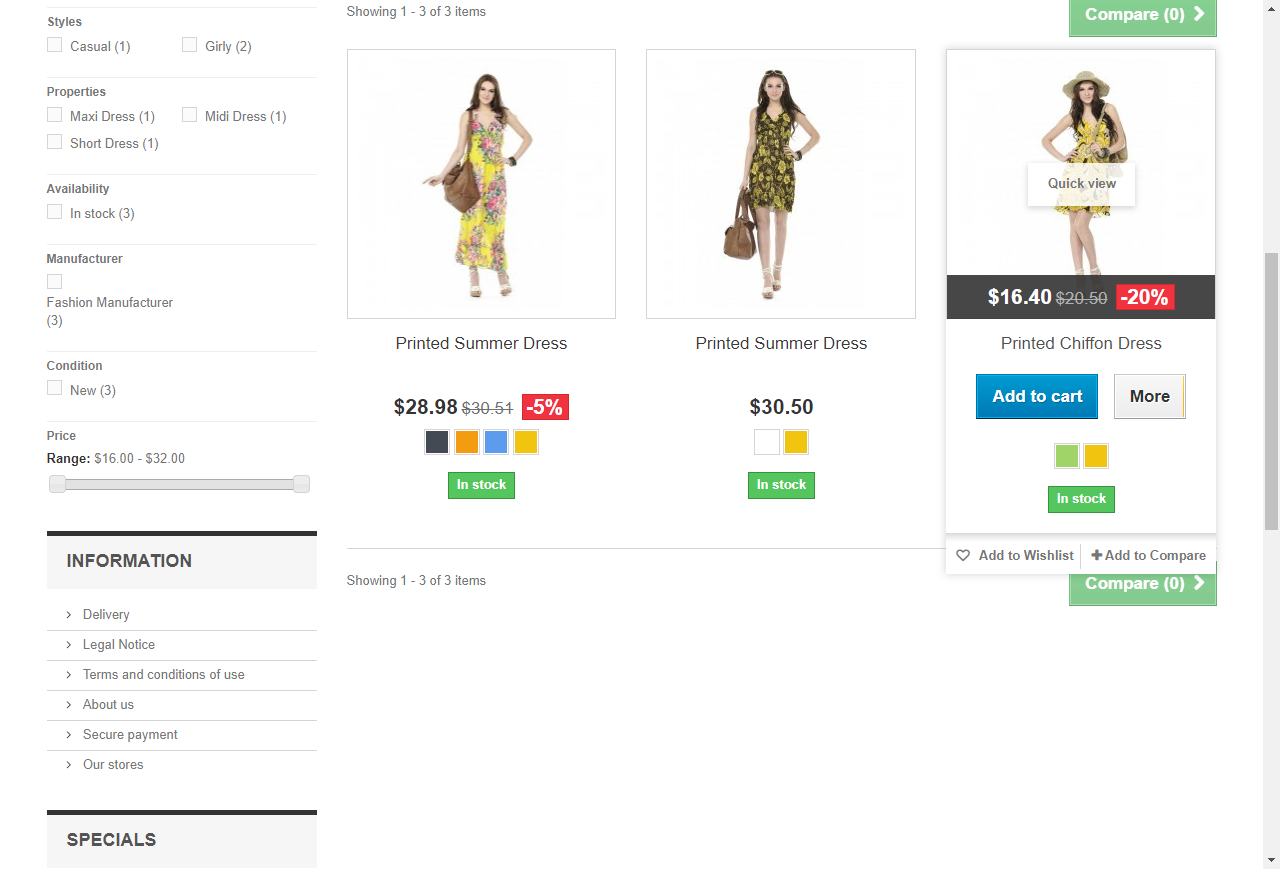 Styles
Casual (1)
Girly (2)
Properties
Maxi Dress (1)
Midi Dress (1)
Short Dress (1)
Availability
In stock (3)
Manufacturer
Fashion Manufacturer
(3)
Condition
New (3)
Price
Range: $16.00 - $32.00
INFORMATION
Delivery
Legal Notice
Terms and conditions of use
About us
Secure payment
Our stores
SPECIALS
Showing 1 - 3 of 3 items
Compare (0)
Printed Summer Dress
$28.98 $30.51 -5%
In stock
Printed Summer Dress
$30.50
In stock
Quick view
$16.40 $20.50 -20%
Printed Chiffon Dress
Add to cart
More
In stock
Add to Wishlist
Add to Compare
Showing 1 - 3 of 3 items
Compare (0)